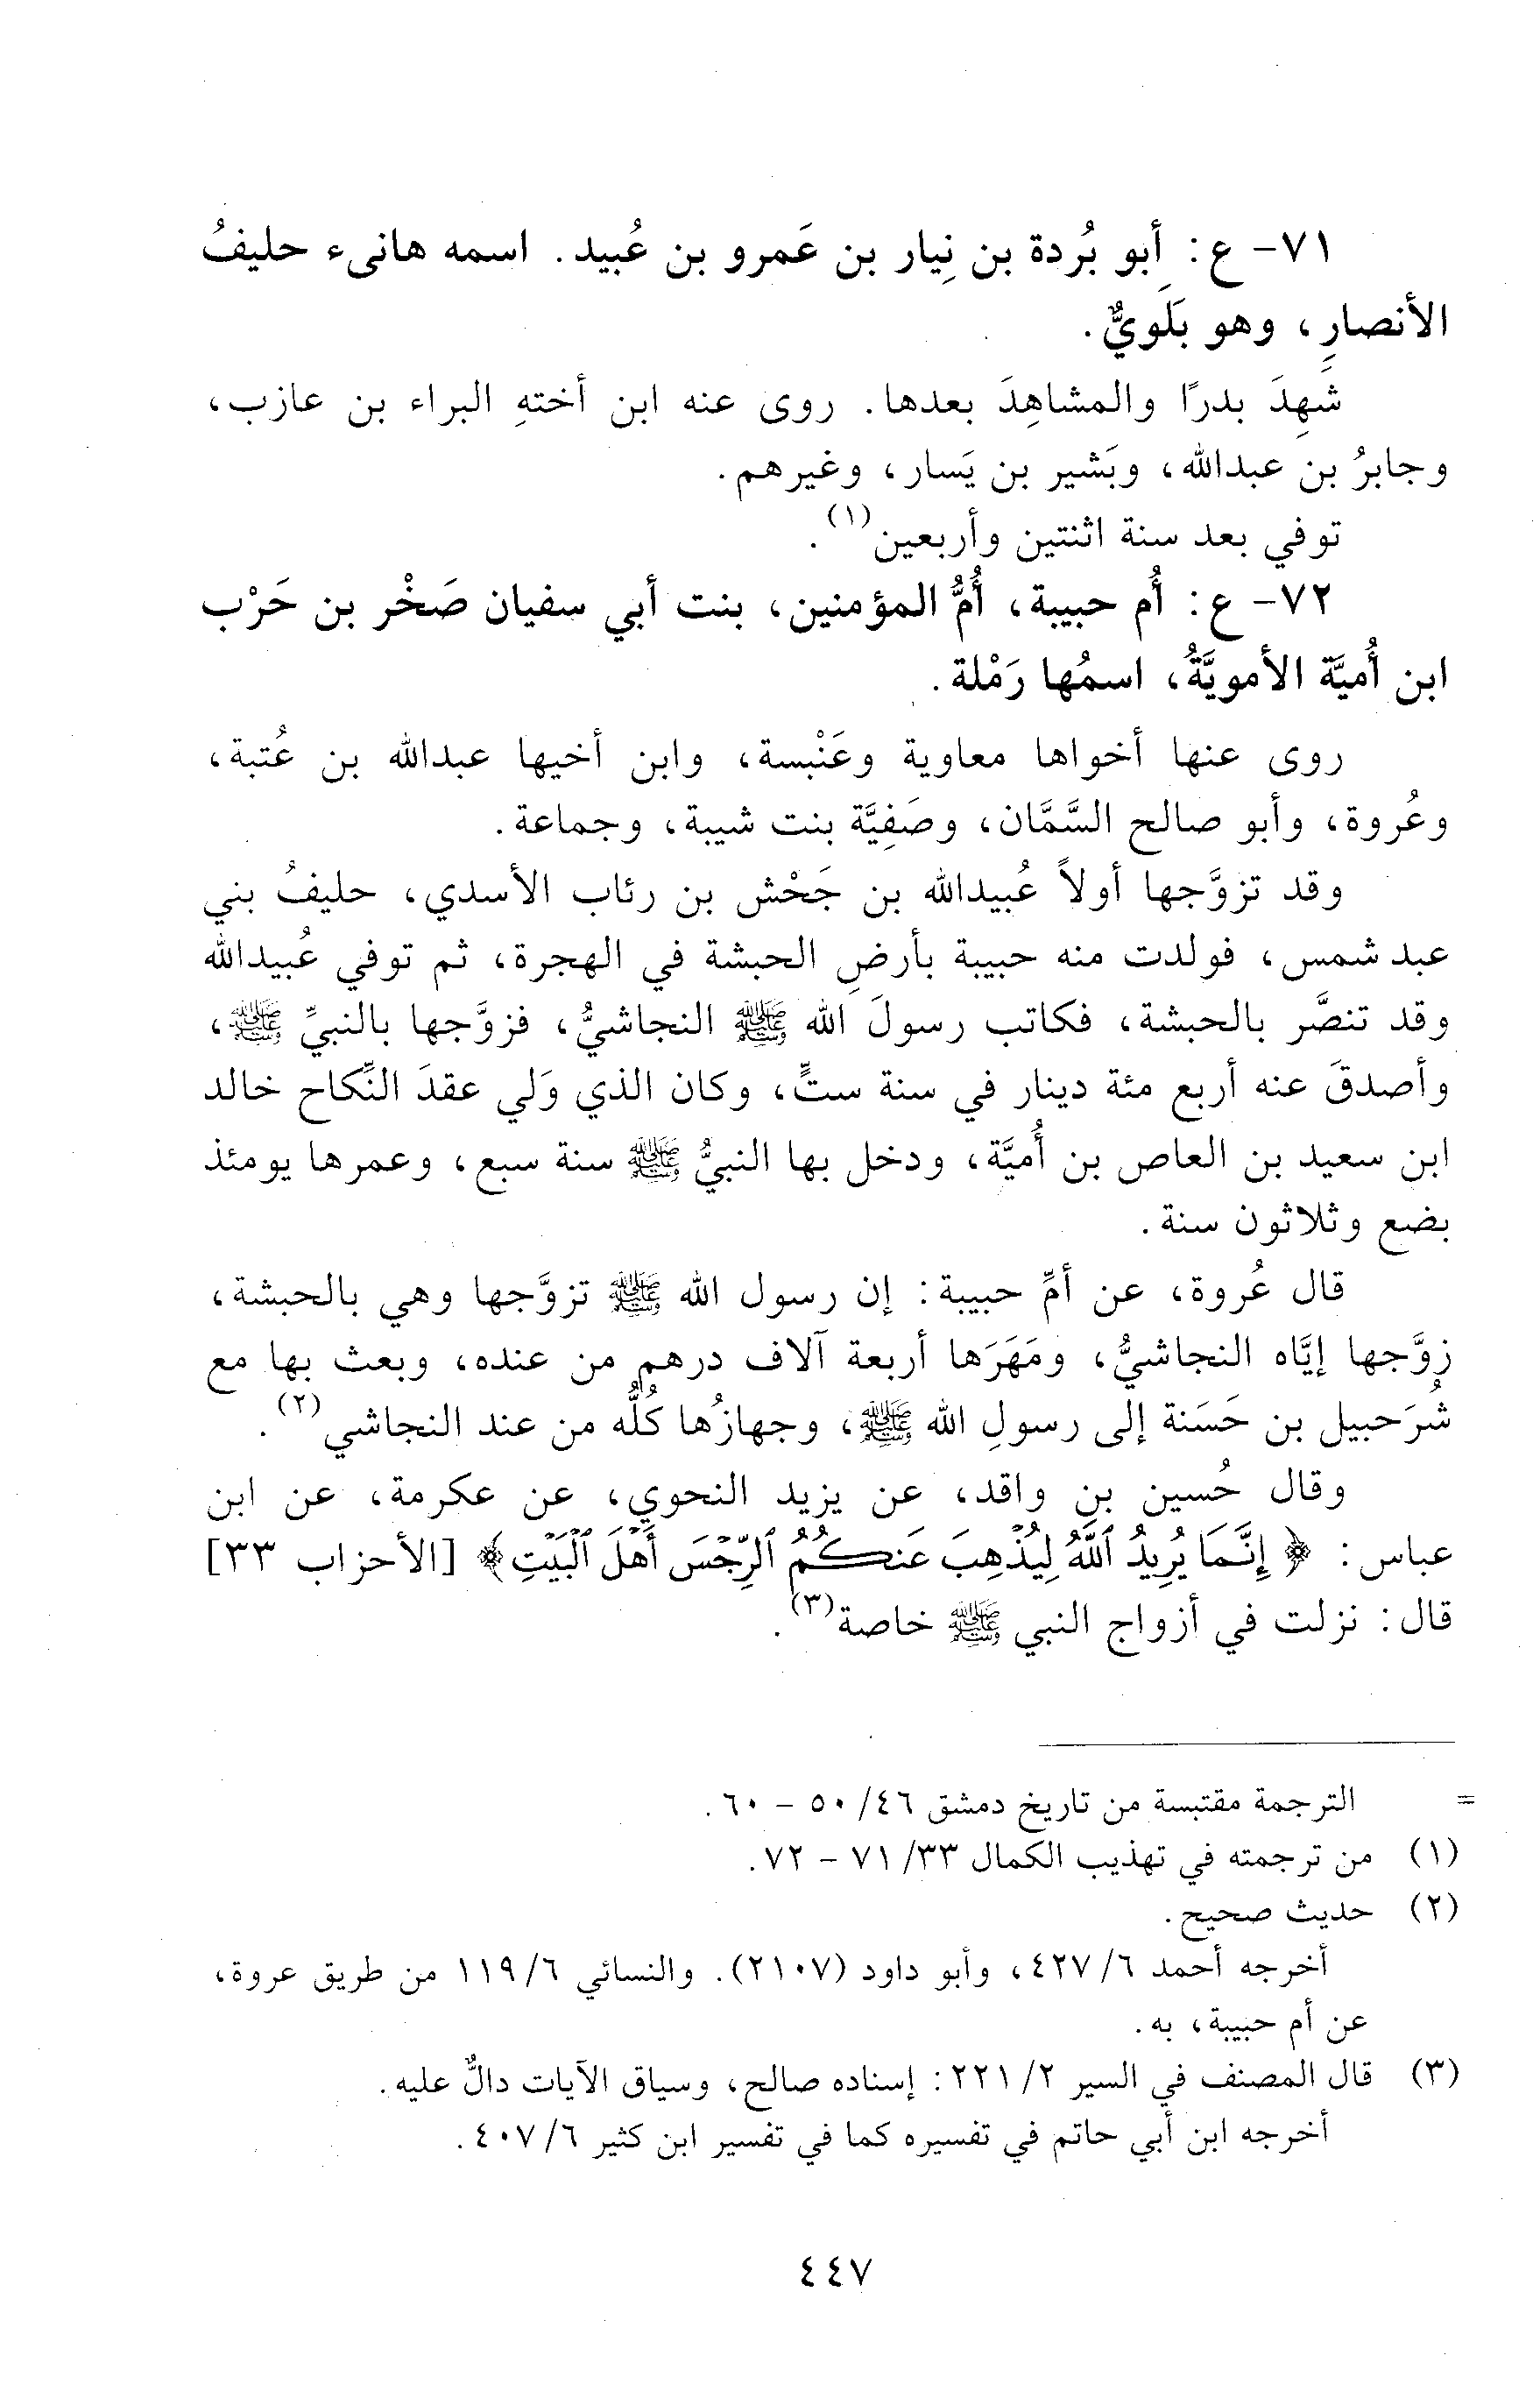 ٧١- ع: أبو بُردة بن نِيار بن عَمرو بن عُبيد. اسمه هانىء حليفُ
الأنصارِ، وهو بَلَويٌّ.
شَهِدَ بدرًا والمشاهِدَ بعدها. روى عنه ابن أختهِ البراء بن عازب،
وجابرُ بن عبدالله، وبَشير بن يَسار، وغيرهم.
توفي بعد سنة اثنتين وأربعين(١).
٧٢- ع: أُم حبيبة، أُمُّ المؤمنين، بنت أبي سفيان صَخْر بن حَرْب
ابن أُميَّة الأمويَّةُ، اسمُها رَمْلة.
روى عنها أخواها معاوية وعَنْبسة، وابن أخيها عبدالله بن عُتبة،
وعُروة، وأبو صالح السَّمَّان، وصَفِيَّة بنت شيبة، وجماعة.
وقد تزوَّجها أولاً عُبيدالله بن جَحْش بن رئاب الأسدي، حليفُ بني
عبد شمس، فولدت منه حبيبة بأرضِ الحبشة في الهجرة، ثم توفي عُبيدالله
وقد تنصَّر بالحبشة، فكاتب رسولَ الله ﷺ النجاشيُّ، فزوَّجها بالنبيِّ ﷺ،
وأصدقَ عنه أربع مئة دينار في سنة ستٍّ، وكان الذي وَلي عقدَ النِّكاح خالد
ابن سعيد بن العاص بن أُميَّة، ودخل بها النبيُّ ﷺ سنة سبع، وعمرها يومئذ
بضع وثلاثون سنة.
قال عُروة، عن أمِّ حبيبة: إن رسول الله ﷺ تزوَّجها وهي بالحبشة،
زوَّجها إيَّاه النجاشيُّ، ومَهَرَها أربعة آلاف درهم من عنده، وبعث بها مع
شُرَحبيل بن حَسَنة إلى رسولِ الله ﷺ، وجهازُها كُلُّه من عند النجاشي(٢).
وقال حُسين بن واقد، عن يزيد النحوي، عن عكرمة، عن ابن
عباس: ﴿إِنَّمَا يُرِيدُ ٱللَّهُ لِيُذْهِبَ عَنكُمُ ٱلرِّجْسَ أَهْلَ ٱلْبَيْتِ﴾ [الأحزاب ٣٣]
قال: نزلت في أزواج النبي ﷺ خاصة(٣).
= الترجمة مقتبسة من تاريخ دمشق ٤٦/ ٥٠ – ٦٠.
(١) من ترجمته في تهذيب الكمال ٣٣/ ٧١ – ٧٢.
(٢) حديث صحيح.
أخرجه أحمد ٦/ ٤٢٧، وأبو داود (٢١٠٧). والنسائي ٦/ ١١٩ من طريق عروة،
عن أم حبيبة، به.
(٣) قال المصنف في السير ٢/ ٢٢١: إسناده صالح، وسياق الآيات دالٌّ عليه.
أخرجه ابن أبي حاتم في تفسيره كما في تفسير ابن كثير ٦/ ٤٠٧.
٤٤٧